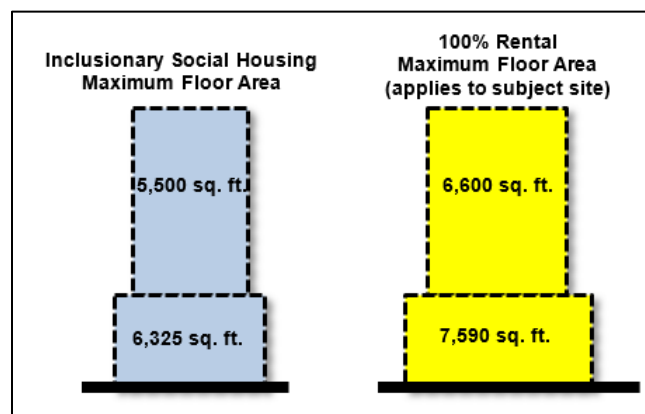 Inclusionary Social Housing
Maximum Floor Area
5,500 sq. ft.
6,325 sq. ft.
100% Rental
Maximum Floor Area
(applies to subject site)
6,600 sq. ft.
7,590 sq. ft.